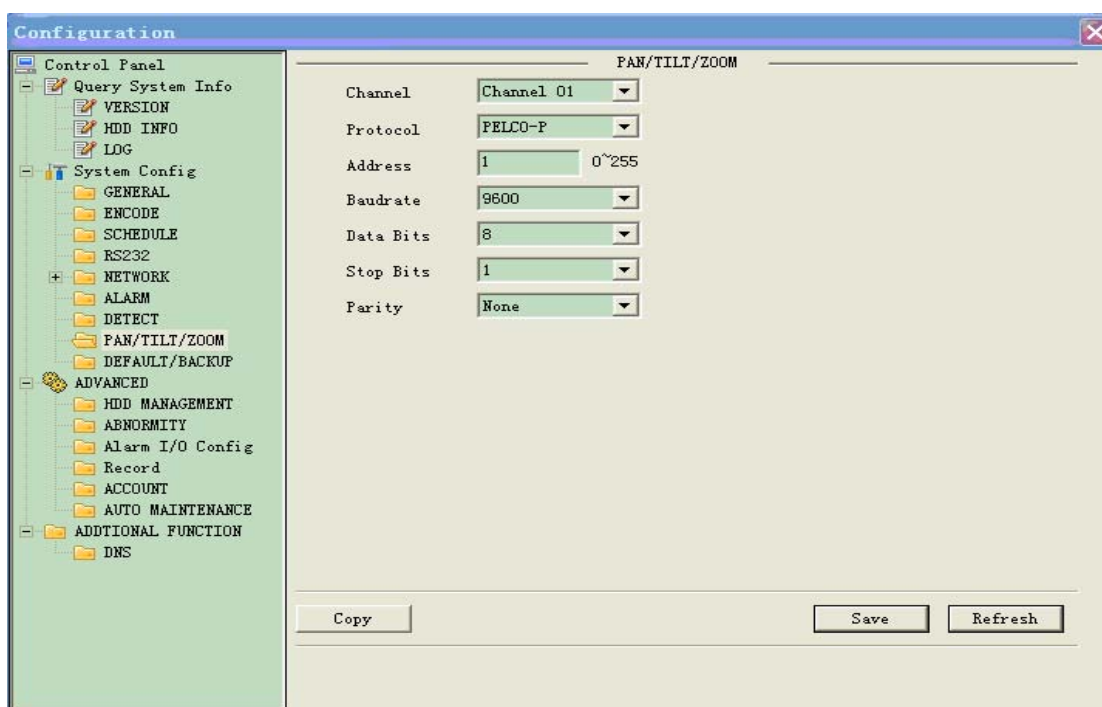 Configuration
Control Panel
Query System Info
VERSION
HDD INFO
LOG
System Config
GENERAL
ENCODE
SCHEDULE
RS232
NETWORK
ALARM
DETECT
PAN/TILT/ZOOM
DEFAULT/BACKUP
ADVANCED
HDD MANAGEMENT
ABNORMITY
Alarm I/O Config
Record
ACCOUNT
AUTO MAINTENANCE
ADDTIONAL FUNCTION
DNS
PAN/TILT/ZOOM
Channel Channel 01
Protocol PELCO-P
Address 1 0~255
Baudrate 9600
Data Bits 8
Stop Bits 1
Parity None
Copy Save Refresh